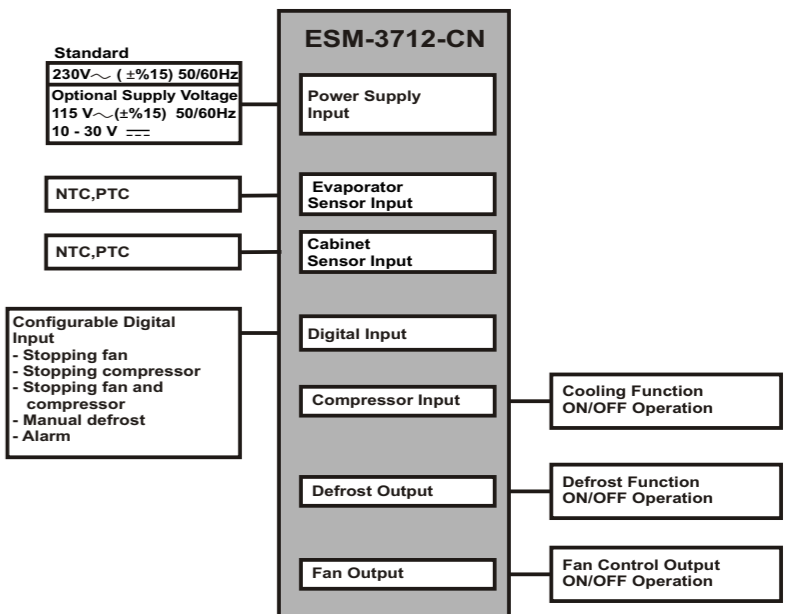 ESM-3712-CN
Standard
230V～ ( ±%15) 50/60Hz
Optional Supply Voltage
115 V～(±%15) 50/60Hz
10 - 30 V ⎓
Power Supply
Input
NTC,PTC
Evaporator
Sensor Input
NTC,PTC
Cabinet
Sensor Input
Configurable Digital
Input
- Stopping fan
- Stopping compressor
- Stopping fan and
compressor
- Manual defrost
- Alarm
Digital Input
Compressor Input
Cooling Function
ON/OFF Operation
Defrost Output
Defrost Function
ON/OFF Operation
Fan Output
Fan Control Output
ON/OFF Operation